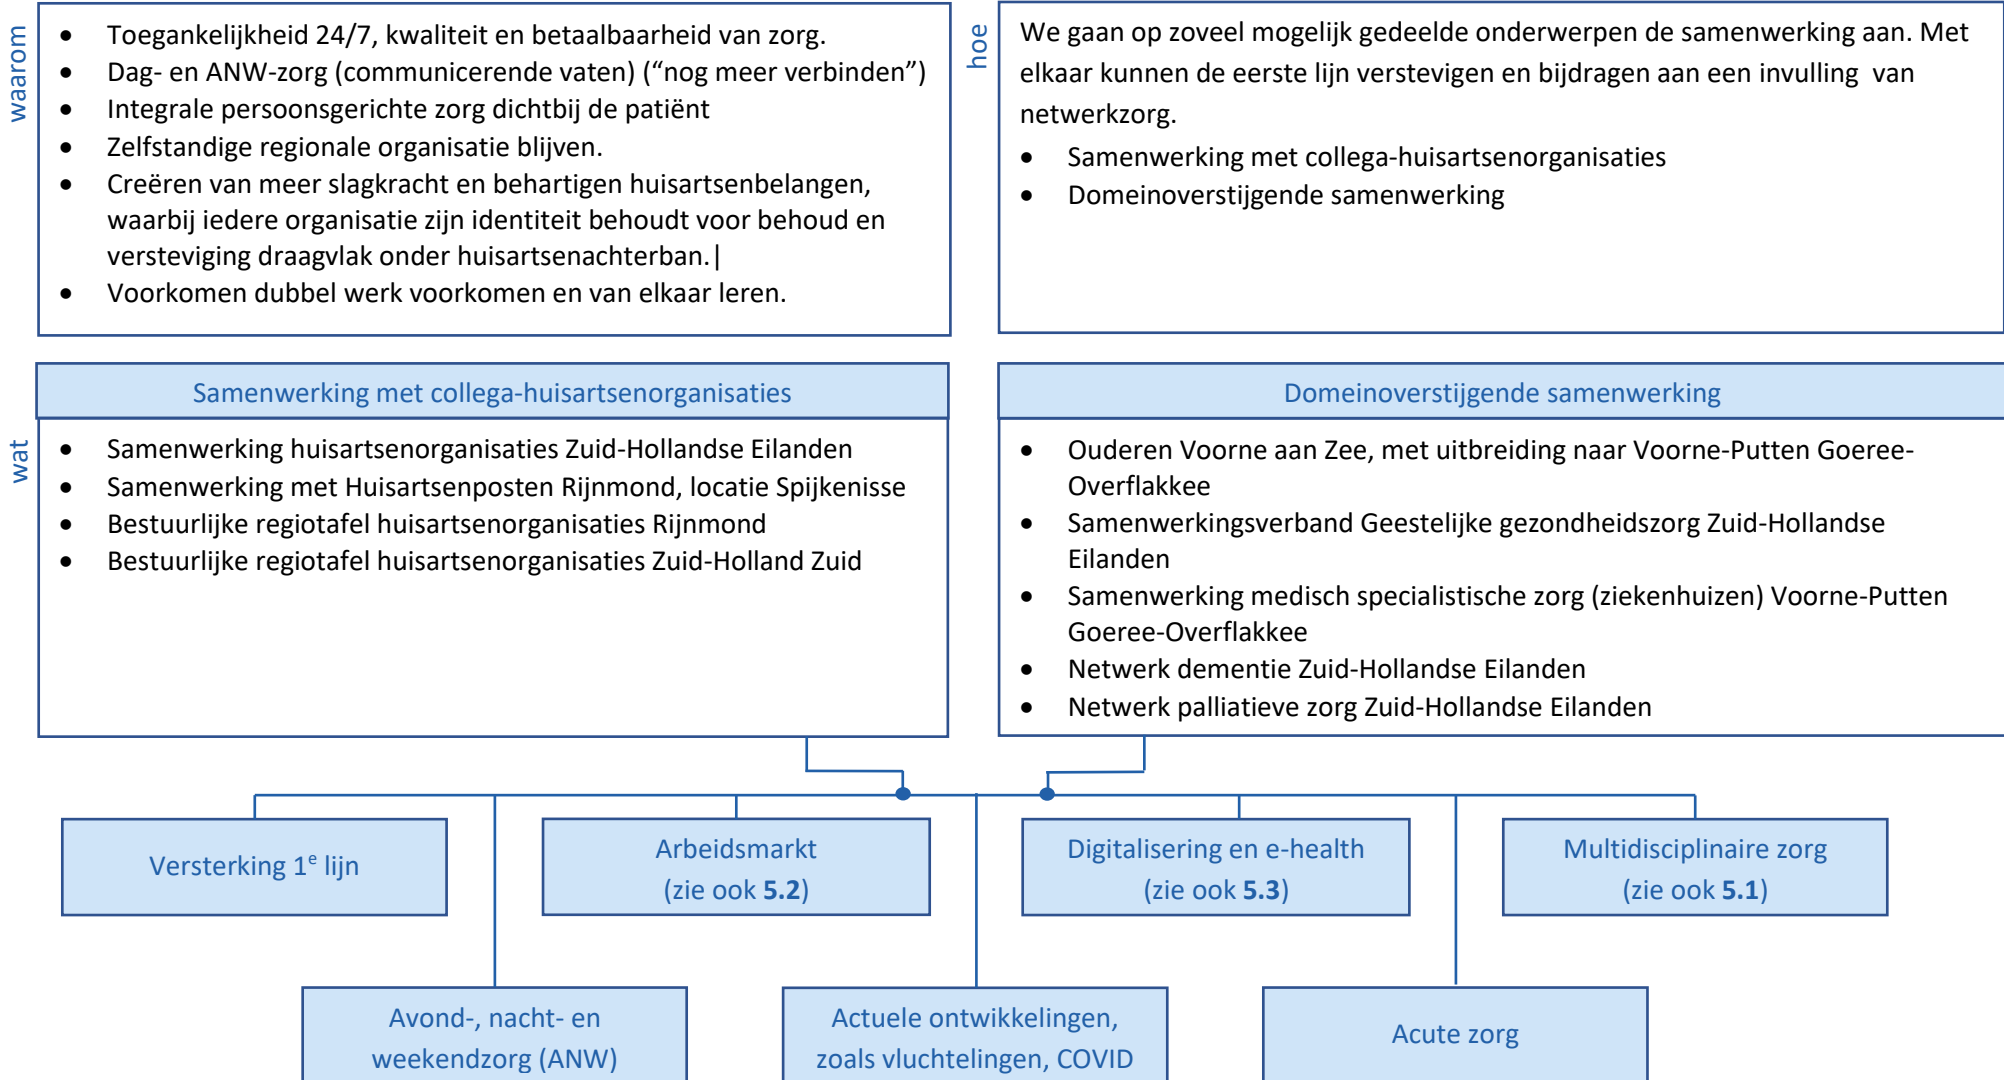 waarom
• Toegankelijkheid 24/7, kwaliteit en betaalbaarheid van zorg.
• Dag- en ANW-zorg (communicerende vaten) (“nog meer verbinden”)
• Integrale persoonsgerichte zorg dichtbij de patiënt
• Zelfstandige regionale organisatie blijven.
• Creëren van meer slagkracht en behartigen huisartsenbelangen,
waarbij iedere organisatie zijn identiteit behoudt voor behoud en
versteviging draagvlak onder huisartsenachterban.|
• Voorkomen dubbel werk voorkomen en van elkaar leren.
hoe
We gaan op zoveel mogelijk gedeelde onderwerpen de samenwerking aan. Met
elkaar kunnen de eerste lijn verstevigen en bijdragen aan een invulling van
netwerkzorg.
• Samenwerking met collega-huisartsenorganisaties
• Domeinoverstijgende samenwerking
wat
Samenwerking met collega-huisartsenorganisaties
• Samenwerking huisartsenorganisaties Zuid-Hollandse Eilanden
• Samenwerking met Huisartsenposten Rijnmond, locatie Spijkenisse
• Bestuurlijke regiotafel huisartsenorganisaties Rijnmond
• Bestuurlijke regiotafel huisartsenorganisaties Zuid-Holland Zuid
Domeinoverstijgende samenwerking
• Ouderen Voorne aan Zee, met uitbreiding naar Voorne-Putten Goeree-
Overflakkee
• Samenwerkingsverband Geestelijke gezondheidszorg Zuid-Hollandse
Eilanden
• Samenwerking medisch specialistische zorg (ziekenhuizen) Voorne-Putten
Goeree-Overflakkee
• Netwerk dementie Zuid-Hollandse Eilanden
• Netwerk palliatieve zorg Zuid-Hollandse Eilanden
Versterking 1e lijn
Arbeidsmarkt
(zie ook 5.2)
Digitalisering en e-health
(zie ook 5.3)
Multidisciplinaire zorg
(zie ook 5.1)
Avond-, nacht- en
weekendzorg (ANW)
Actuele ontwikkelingen,
zoals vluchtelingen, COVID
Acute zorg